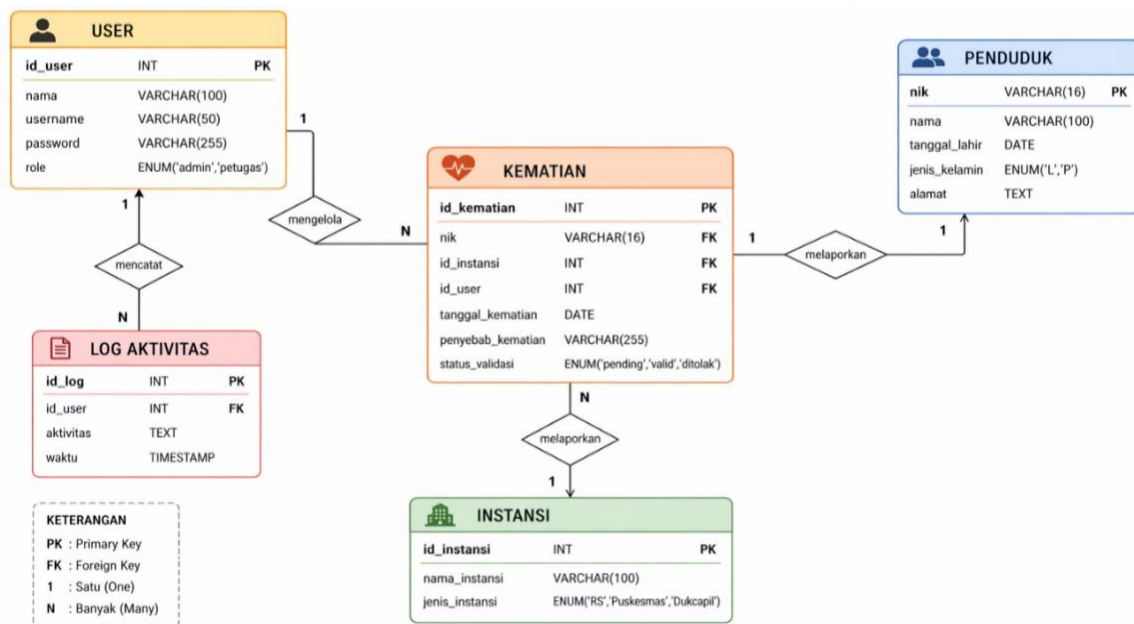 USER
id_user INT PK
nama VARCHAR(100)
username VARCHAR(50)
password VARCHAR(255)
role ENUM('admin','petugas')
1
mengelola
N
1
mencatat
N
LOG AKTIVITAS
id_log INT PK
id_user INT FK
aktivitas TEXT
waktu TIMESTAMP
KEMATIAN
id_kematian INT PK
nik VARCHAR(16) FK
id_instansi INT FK
id_user INT FK
tanggal_kematian DATE
penyebab_kematian VARCHAR(255)
status_validasi ENUM('pending','valid','ditolak')
1
melaporkan
1
PENDUDUK
nik VARCHAR(16) PK
nama VARCHAR(100)
tanggal_lahir DATE
jenis_kelamin ENUM('L','P')
alamat TEXT
N
melaporkan
1
INSTANSI
id_instansi INT PK
nama_instansi VARCHAR(100)
jenis_instansi ENUM('RS','Puskesmas','Dukcapil')
KETERANGAN
PK : Primary Key
FK : Foreign Key
1 : Satu (One)
N : Banyak (Many)